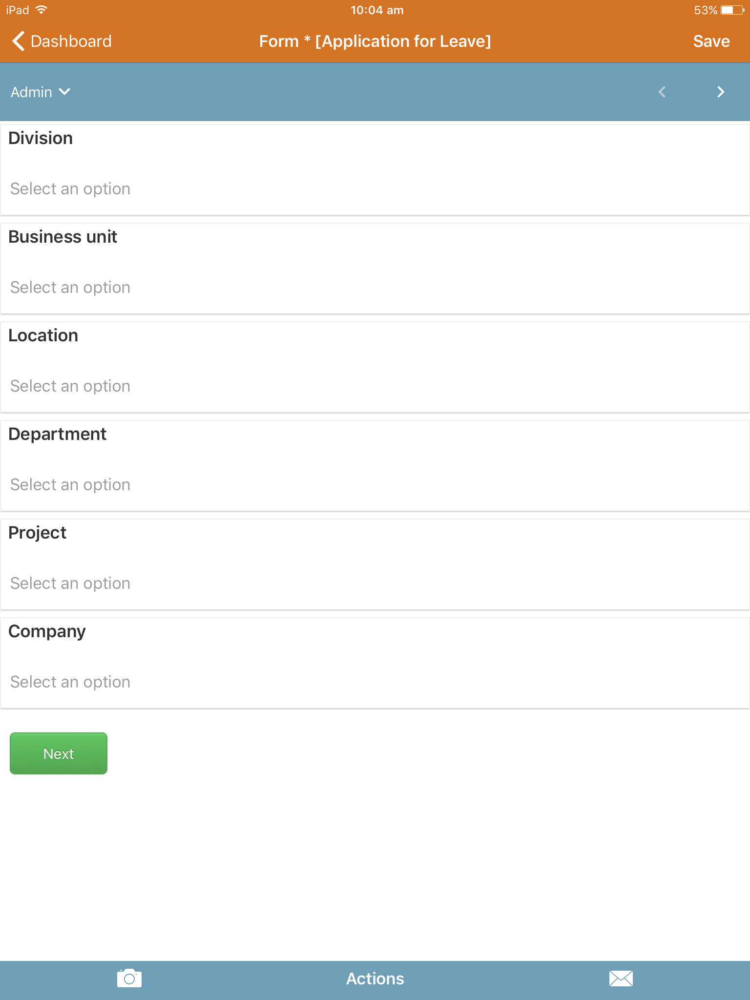 iPad 10:04 am 53%
Dashboard Form * [Application for Leave] Save
Admin
Division
Select an option
Business unit
Select an option
Location
Select an option
Department
Select an option
Project
Select an option
Company
Select an option
Next
Actions